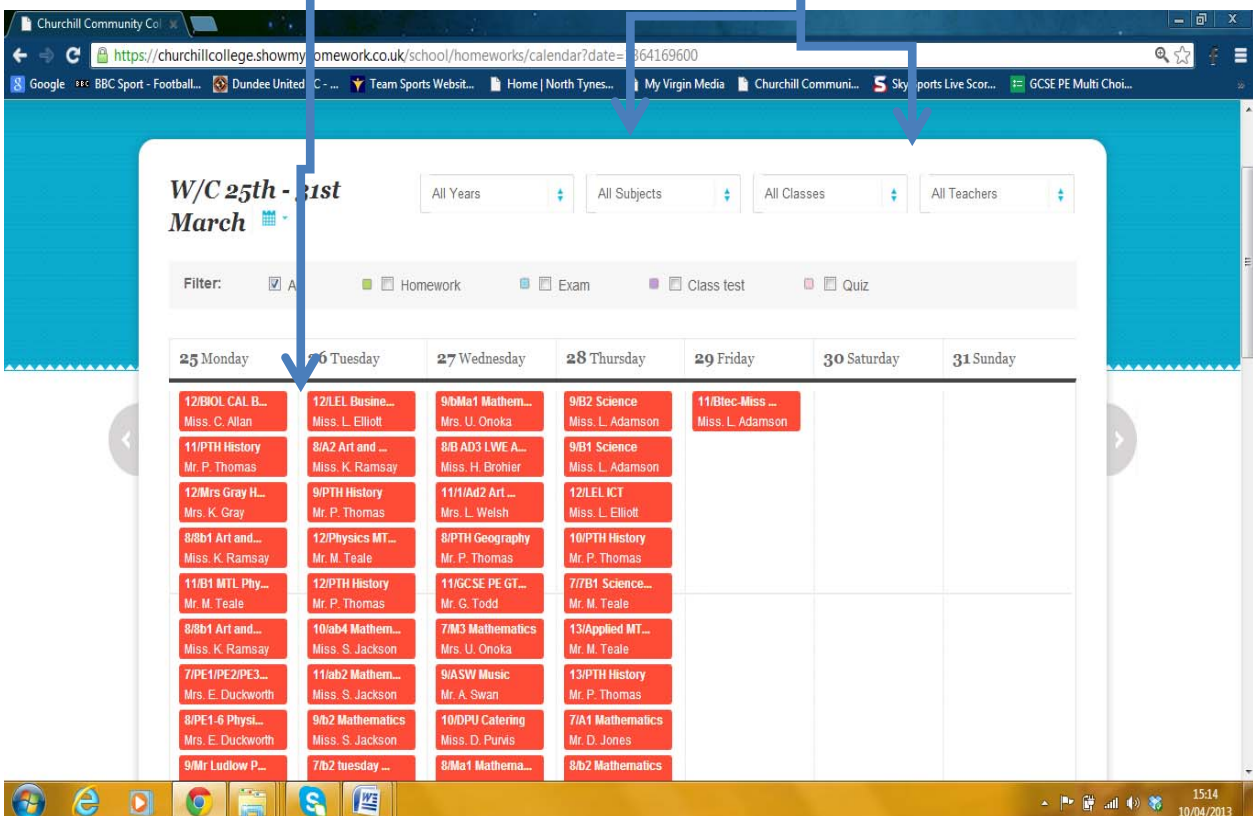 Churchill Community Col
https://churchillcollege.showmy omework.co.uk/school/homeworks/calendar?date= 364169600
Google BBC Sport - Football... Dundee United C - ... Team Sports Websit... Home | North Tynes... My Virgin Media Churchill Communi... Sky Sports Live Scor... GCSE PE Multi Choi...
W/C 25th - 31st March
All Years All Subjects All Classes All Teachers
Filter: A Homework Exam Class test Quiz
25 Monday 26 Tuesday 27 Wednesday 28 Thursday 29 Friday 30 Saturday 31 Sunday
12/BIOL CAL B... 12/LEL Busine... 9/bMa1 Mathem... 9/B2 Science 11/Btec-Miss ...
Miss. C. Allan Miss. L. Elliott Mrs. U. Onoka Miss. L. Adamson Miss. L. Adamson
11/PTH History 8/A2 Art and ... 8/B AD3 LWE A... 9/B1 Science
Mr. P. Thomas Miss. K. Ramsay Miss. H. Brohier Miss. L. Adamson
12/Mrs Gray H... 9/PTH History 11/1/Ad2 Art ... 12/LEL ICT
Mrs. K. Gray Mr. P. Thomas Mrs. L. Welsh Miss. L. Elliott
8/8b1 Art and... 12/Physics MT... 8/PTH Geography 10/PTH History
Miss. K. Ramsay Mr. M. Teale Mr. P. Thomas Mr. P. Thomas
11/B1 MTL Phy... 12/PTH History 11/GCSE PE GT... 7/7B1 Science...
Mr. M. Teale Mr. P. Thomas Mr. G. Todd Mr. M. Teale
8/8b1 Art and... 10/ab4 Mathem... 7/M3 Mathematics 13/Applied MT...
Miss. K. Ramsay Miss. S. Jackson Mrs. U. Onoka Mr. M. Teale
7/PE1/PE2/PE3... 11/ab2 Mathem... 9/ASW Music 13/PTH History
Mrs. E. Duckworth Miss. S. Jackson Mr. A. Swan Mr. P. Thomas
8/PE1-6 Physi... 9/b2 Mathematics 10/DPU Catering 7/A1 Mathematics
Mrs. E. Duckworth Miss. S. Jackson Miss. D. Purvis Mr. D. Jones
9/Mr Ludlow P... 7/b2 tuesday ... 8/Ma1 Mathema... 8/b2 Mathematics
15:14
10/04/2013